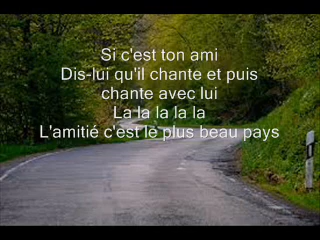 Si c'est ton ami
Dis-lui qu'il chante et puis
chante avec lui
La la la la la
L'amitié c'est le plus beau pays